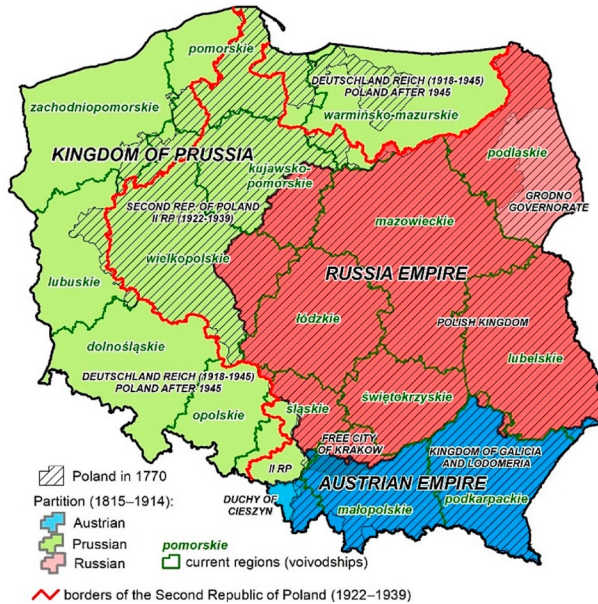 pomorskie
DEUTSCHLAND REICH (1918-1945)
POLAND AFTER 1945
zachodniopomorskie
warmińsko-mazurskie
KINGDOM OF PRUSSIA
podlaskie
kujawsko-
pomorskie
GRODNO
GOVERNORATE
SECOND REP. OF POLAND
II RP (1922-1939)
mazowieckie
wielkopolskie
RUSSIA EMPIRE
lubuskie
łódzkie
POLISH KINGDOM
dolnośląskie
lubelskie
DEUTSCHLAND REICH (1918-1945)
POLAND AFTER 1945
świętokrzyskie
opolskie
śląskie
FREE CITY
OF KRAKOW
KINGDOM OF GALICIA
AND LODOMERIA
II RP
AUSTRIAN EMPIRE
DUCHY OF
CIESZYN
małopolskie
podkarpackie
Poland in 1770
Partition (1815–1914):
Austrian
Prussian
Russian
pomorskie
current regions (voivodships)
borders of the Second Republic of Poland (1922–1939)